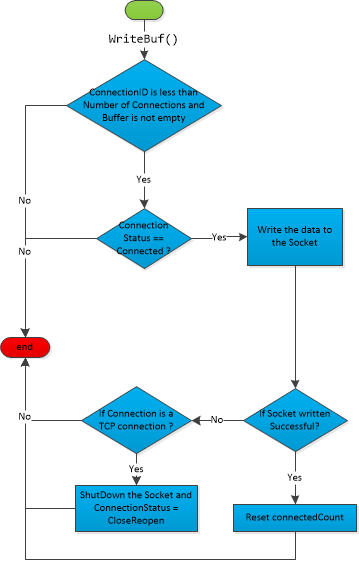 WriteBuf()
ConnectionID is less than
Number of Connections and
Buffer is not empty
Yes
No
Connection
Status ==
Connected ?
Yes
Write the data to
the Socket
No
end
If Connection is a
TCP connection ?
No
If Socket written
Successful?
No
Yes
Yes
ShutDown the Socket and
ConnectionStatus =
CloseReopen
Reset connectedCount